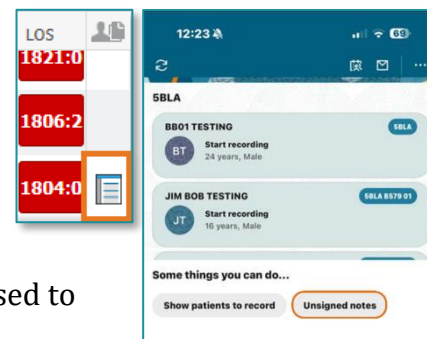 LOS
1821:0
1806:2
1804:0
sed to
12:23
69
5BLA
BB01 TESTING
5BLA
BT
Start recording
24 years, Male
JIM BOB TESTING
5BLA B579 01
JT
Start recording
16 years, Male
Some things you can do...
Show patients to record
Unsigned notes